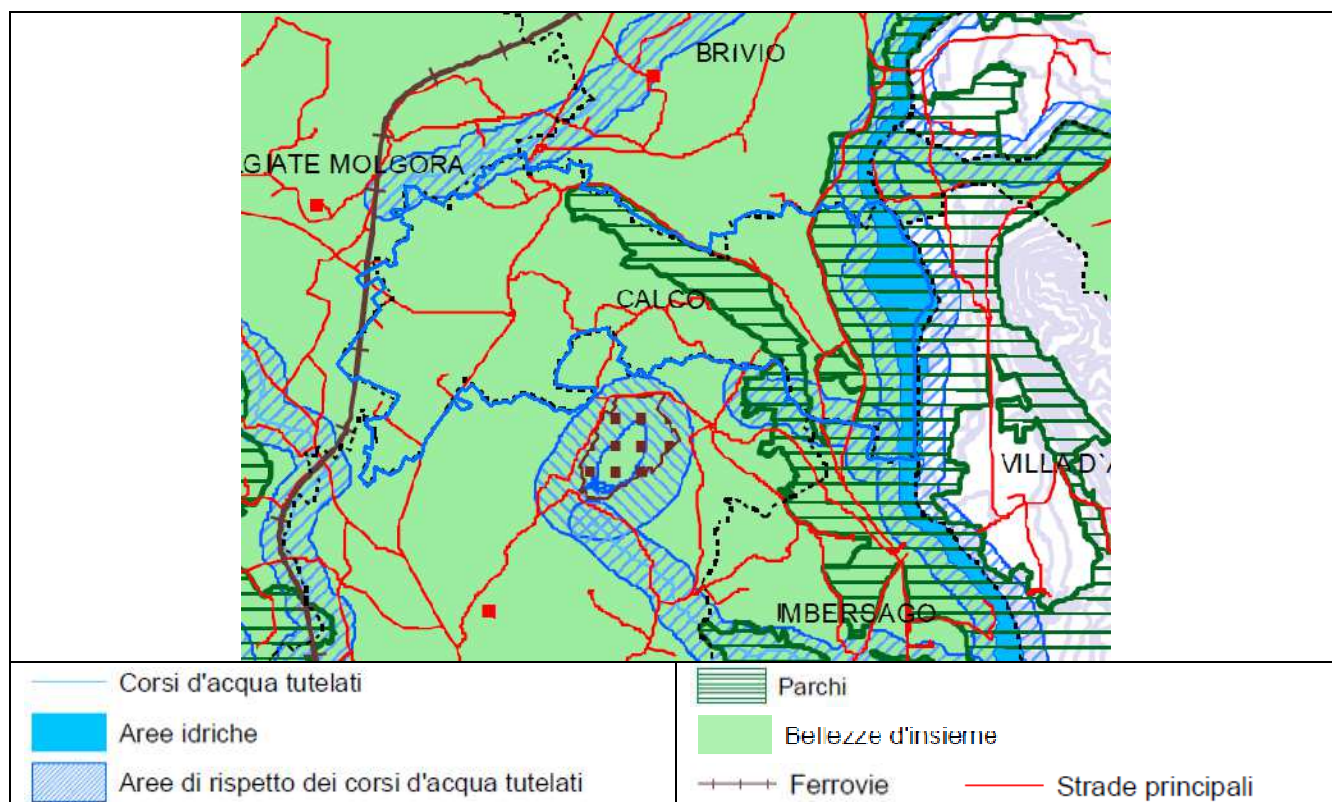 BRIVIO
GIATE MOLGORA
CALCO
VILLA D'A
IMBERSAGO
Corsi d'acqua tutelati
Aree idriche
Aree di rispetto dei corsi d'acqua tutelati
Parchi
Bellezze d'insieme
Ferrovie
Strade principali